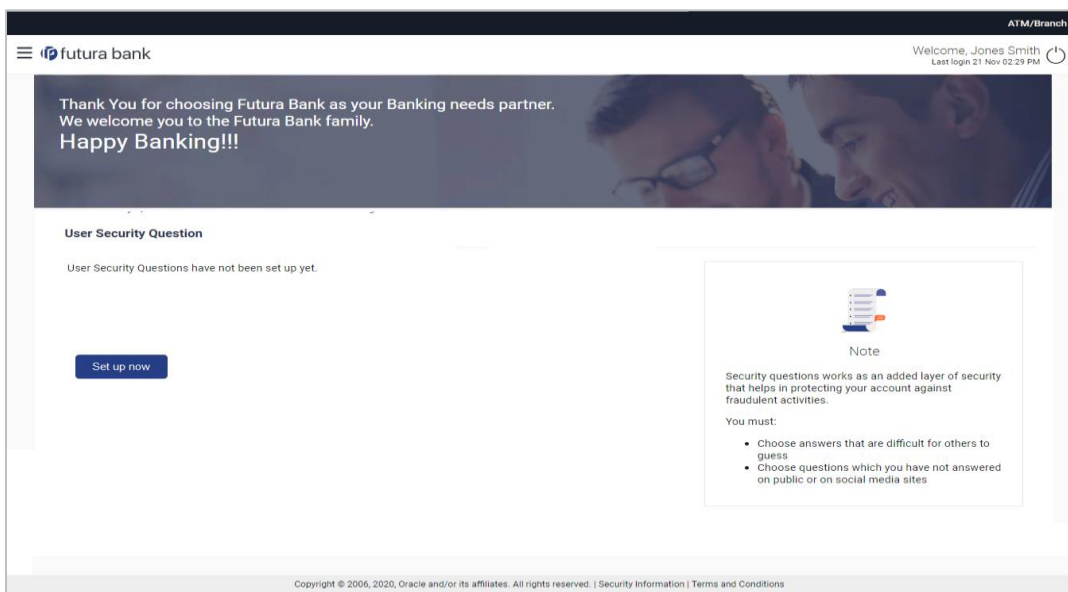 ATM/Branch
futura bank
Welcome, Jones Smith
Last login 21 Nov 02:29 PM
Thank You for choosing Futura Bank as your Banking needs partner.
We welcome you to the Futura Bank family.
Happy Banking!!!
User Security Question
User Security Questions have not been set up yet.
Set up now
Note
Security questions works as an added layer of security
that helps in protecting your account against
fraudulent activities.
You must:
• Choose answers that are difficult for others to
guess
• Choose questions which you have not answered
on public or on social media sites
Copyright © 2006, 2020, Oracle and/or its affiliates. All rights reserved. | Security Information | Terms and Conditions